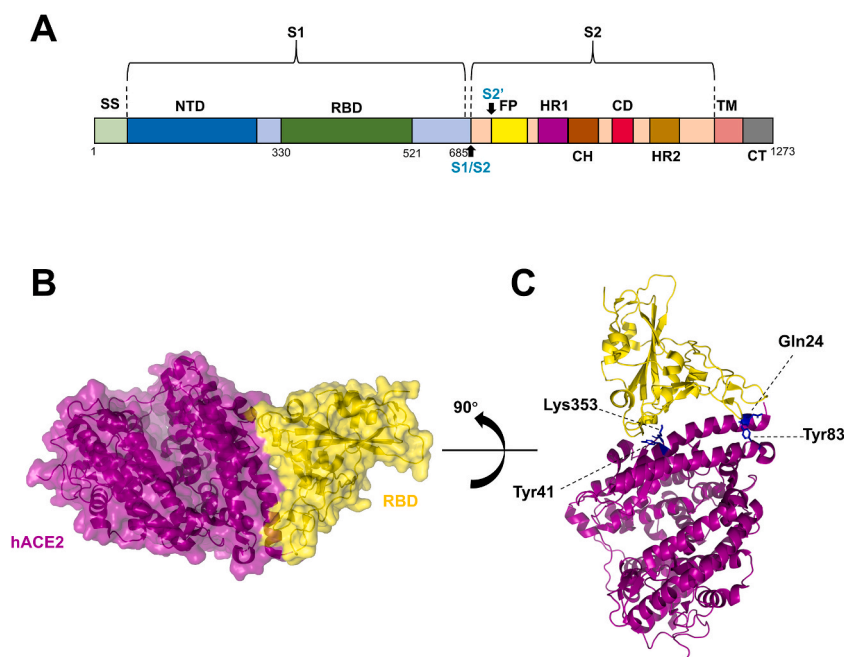 A
S1 S2
S2'
SS NTD RBD FP HR1 CD TM
1 330 521 685 CH HR2 CT 1273
S1/S2
B C
Gln24
90°
Lys353
Tyr83
RBD Tyr41
hACE2